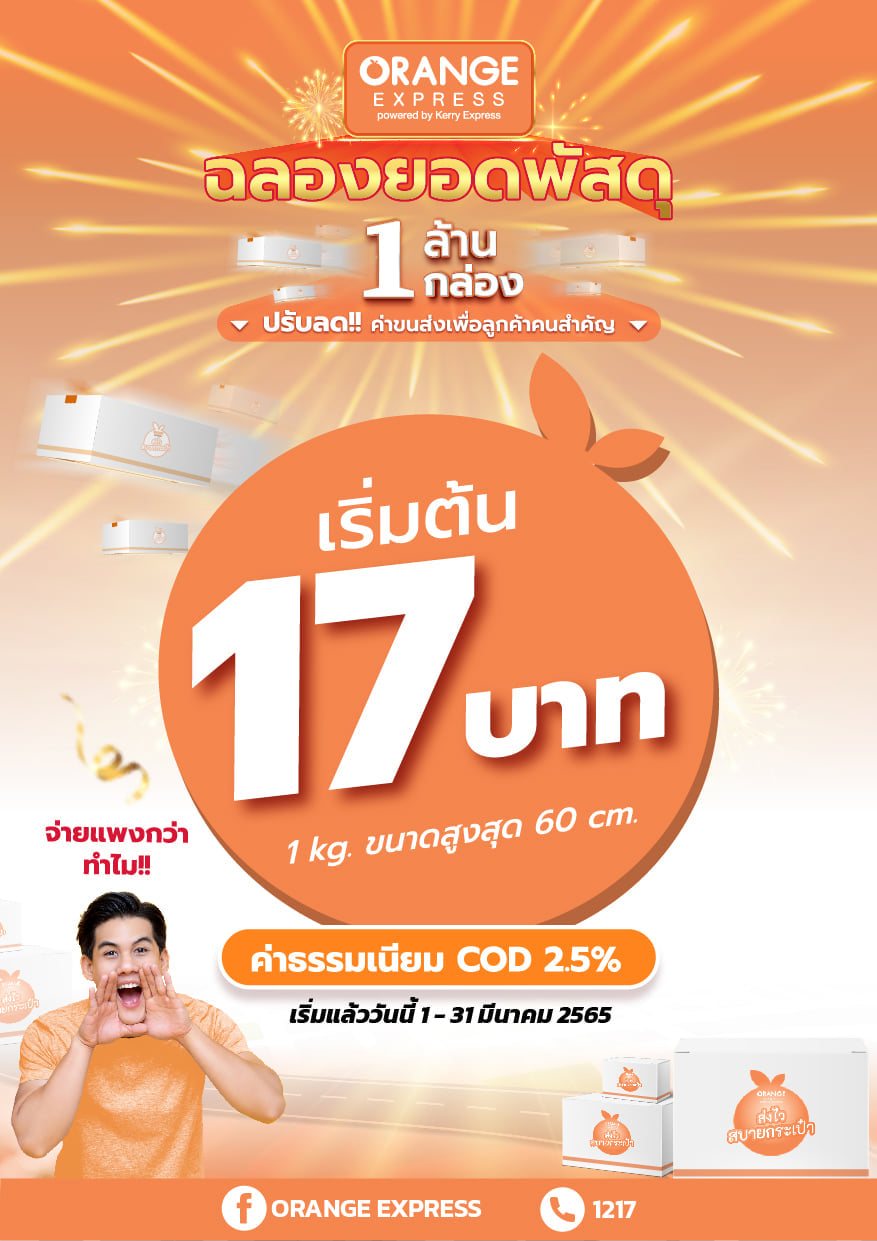 ORANGE
EXPRESS
powered by Kerry Express
ฉลองยอดพัสดุ
1 ล้าน
กล่อง
ปรับลด!! ค่าขนส่งเพื่อลูกค้าคนสำคัญ
เริ่มต้น
17 บาท
1 kg. ขนาดสูงสุด 60 cm.
จ่ายแพงกว่า
ทำไม!!
ค่าธรรมเนียม COD 2.5%
เริ่มแล้ววันนี้ 1 - 31 มีนาคม 2565
ORANGE
ส่งไว
สบายกระเป๋า
ORANGE EXPRESS
1217